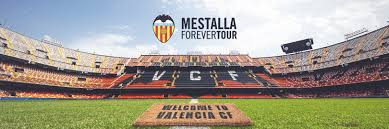 MESTALLA
FOREVERTOUR
VCF
WELCOME TO
VALENCIA CF